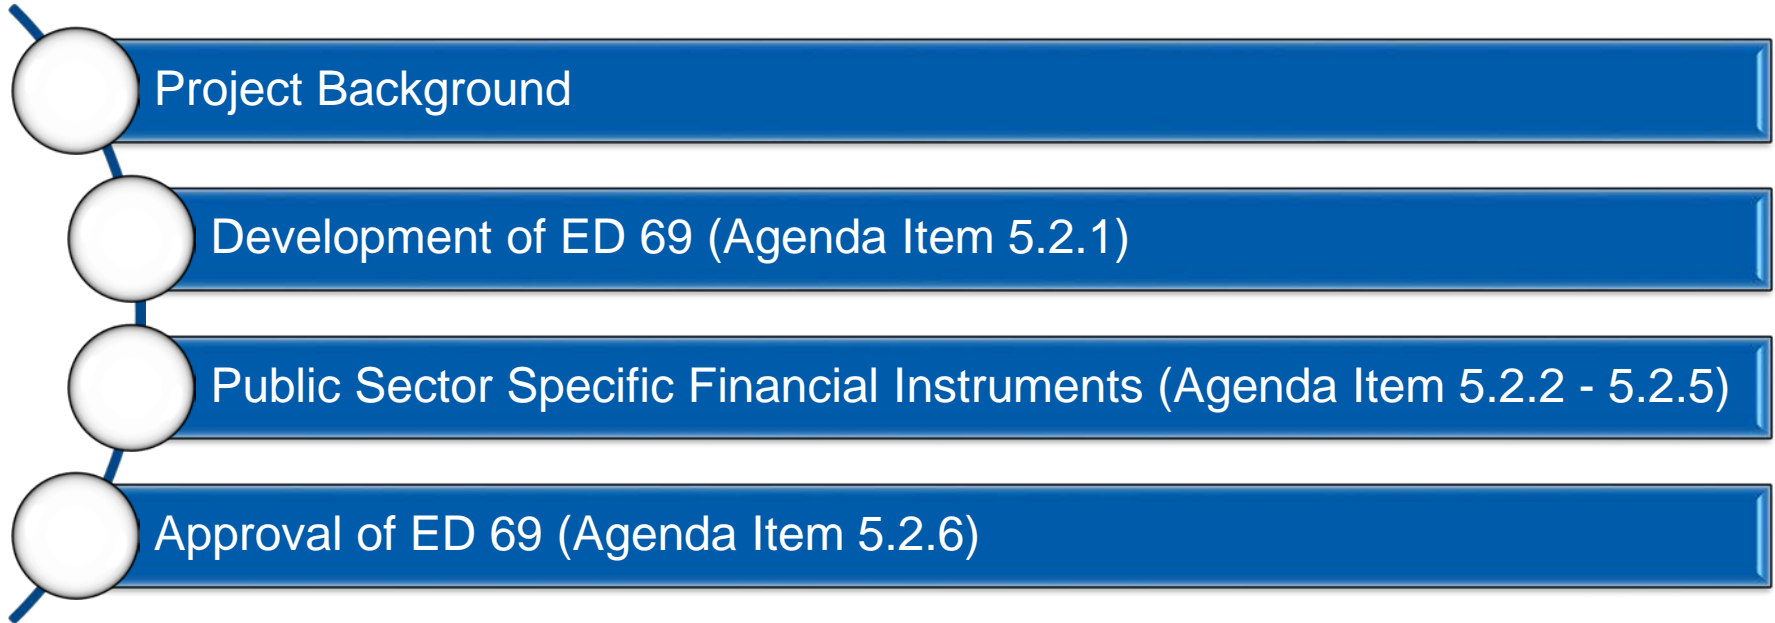 Project Background
Development of ED 69 (Agenda Item 5.2.1)
Public Sector Specific Financial Instruments (Agenda Item 5.2.2 - 5.2.5)
Approval of ED 69 (Agenda Item 5.2.6)